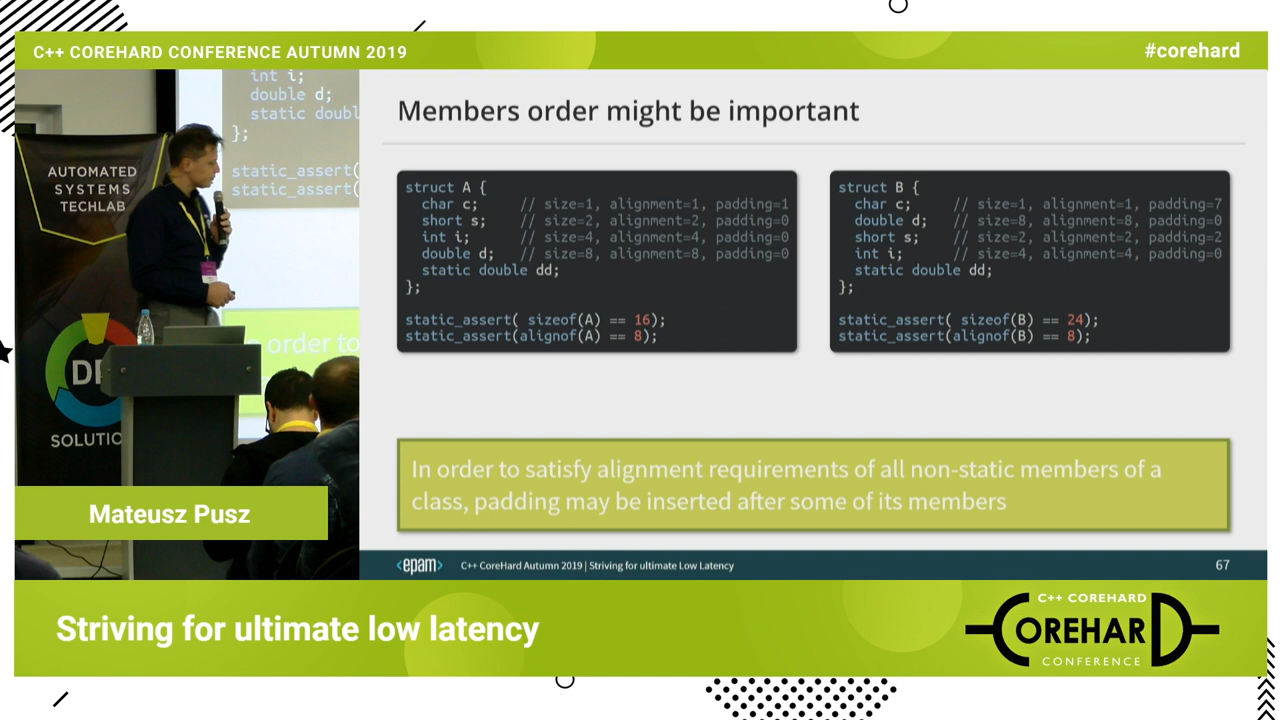 C++ COREHARD CONFERENCE AUTUMN 2019
#corehard
int i;
double d;
static doubl
};
static_assert(
static_assert(
AUTOMATED
SYSTEMS
TECHLAB
order to
SOLUTIO
Mateusz Pusz
Members order might be important
struct A {
char c; // size=1, alignment=1, padding=1
short s; // size=2, alignment=2, padding=0
int i; // size=4, alignment=4, padding=0
double d; // size=8, alignment=8, padding=0
static double dd;
};
static_assert( sizeof(A) == 16);
static_assert(alignof(A) == 8);
struct B {
char c; // size=1, alignment=1, padding=7
double d; // size=8, alignment=8, padding=0
short s; // size=2, alignment=2, padding=2
int i; // size=4, alignment=4, padding=0
static double dd;
};
static_assert( sizeof(B) == 24);
static_assert(alignof(B) == 8);
In order to satisfy alignment requirements of all non-static members of a
class, padding may be inserted after some of its members
<epam>
C++ CoreHard Autumn 2019 | Striving for ultimate Low Latency
67
Striving for ultimate low latency
C++ COREHARD
COREHARD
CONFERENCE